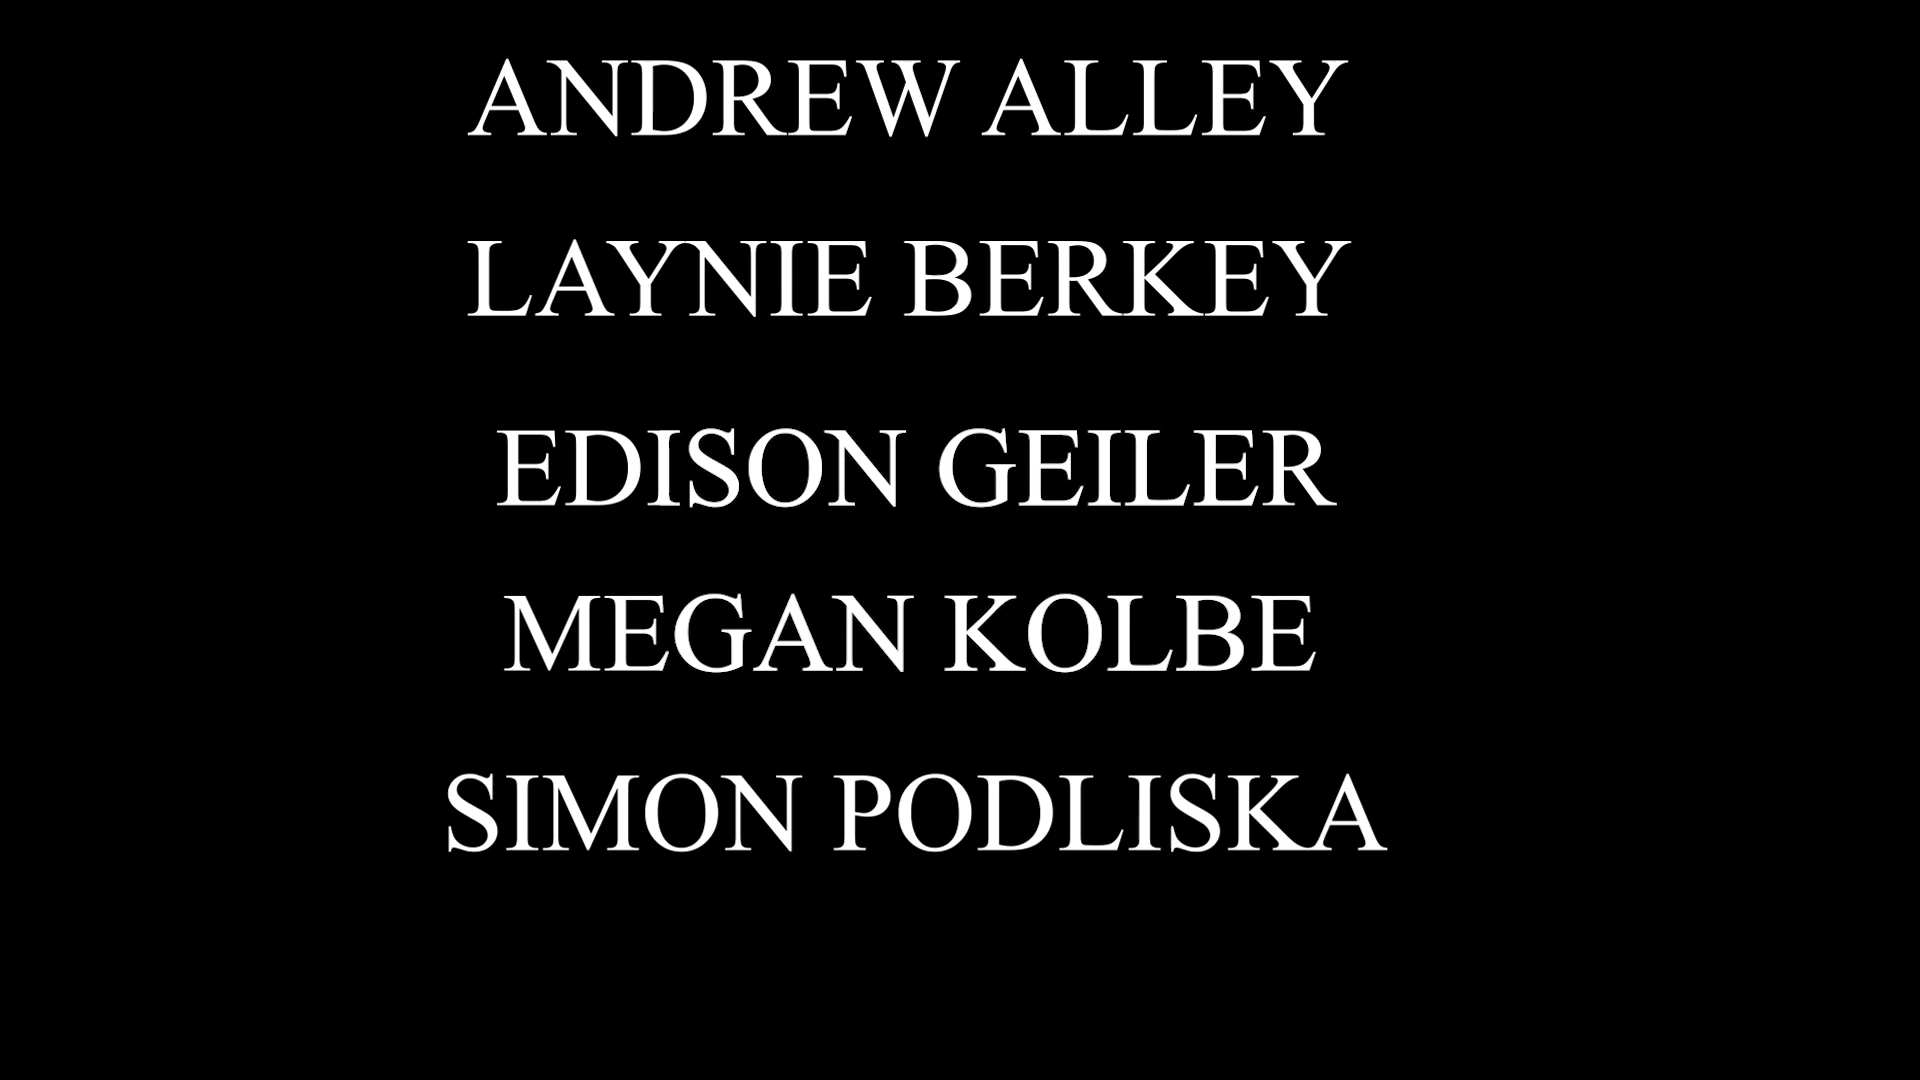 ANDREW ALLEY
LAYNIE BERKEY
EDISON GEILER
MEGAN KOLBE
SIMON PODLISKA